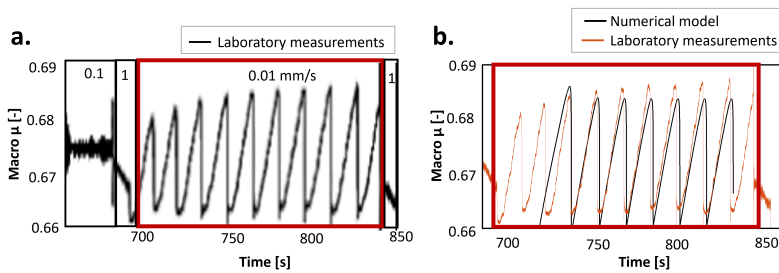 a.
Laboratory measurements
0.69
0.68
0.67
0.66
Macro µ [-]
0.1
1
0.01 mm/s
1
700
750
800
850
Time [s]
b.
Numerical model
Laboratory measurements
0.69
0.68
0.67
0.66
Macro µ [-]
700
750
800
850
Time [s]